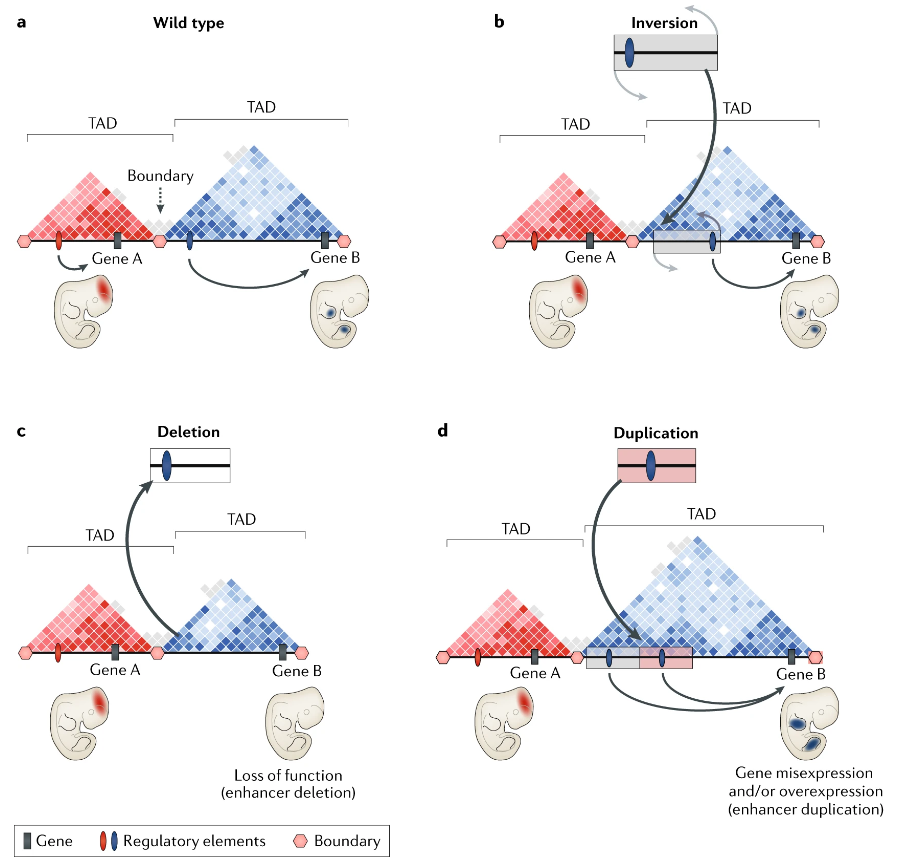 a
Wild type
TAD
TAD
Boundary
Gene A
Gene B
b
Inversion
TAD
TAD
Gene A
Gene B
c
Deletion
TAD
TAD
Gene A
Gene B
Loss of function
(enhancer deletion)
d
Duplication
TAD
TAD
Gene A
Gene B
Gene misexpression
and/or overexpression
(enhancer duplication)
Gene
Regulatory elements
Boundary